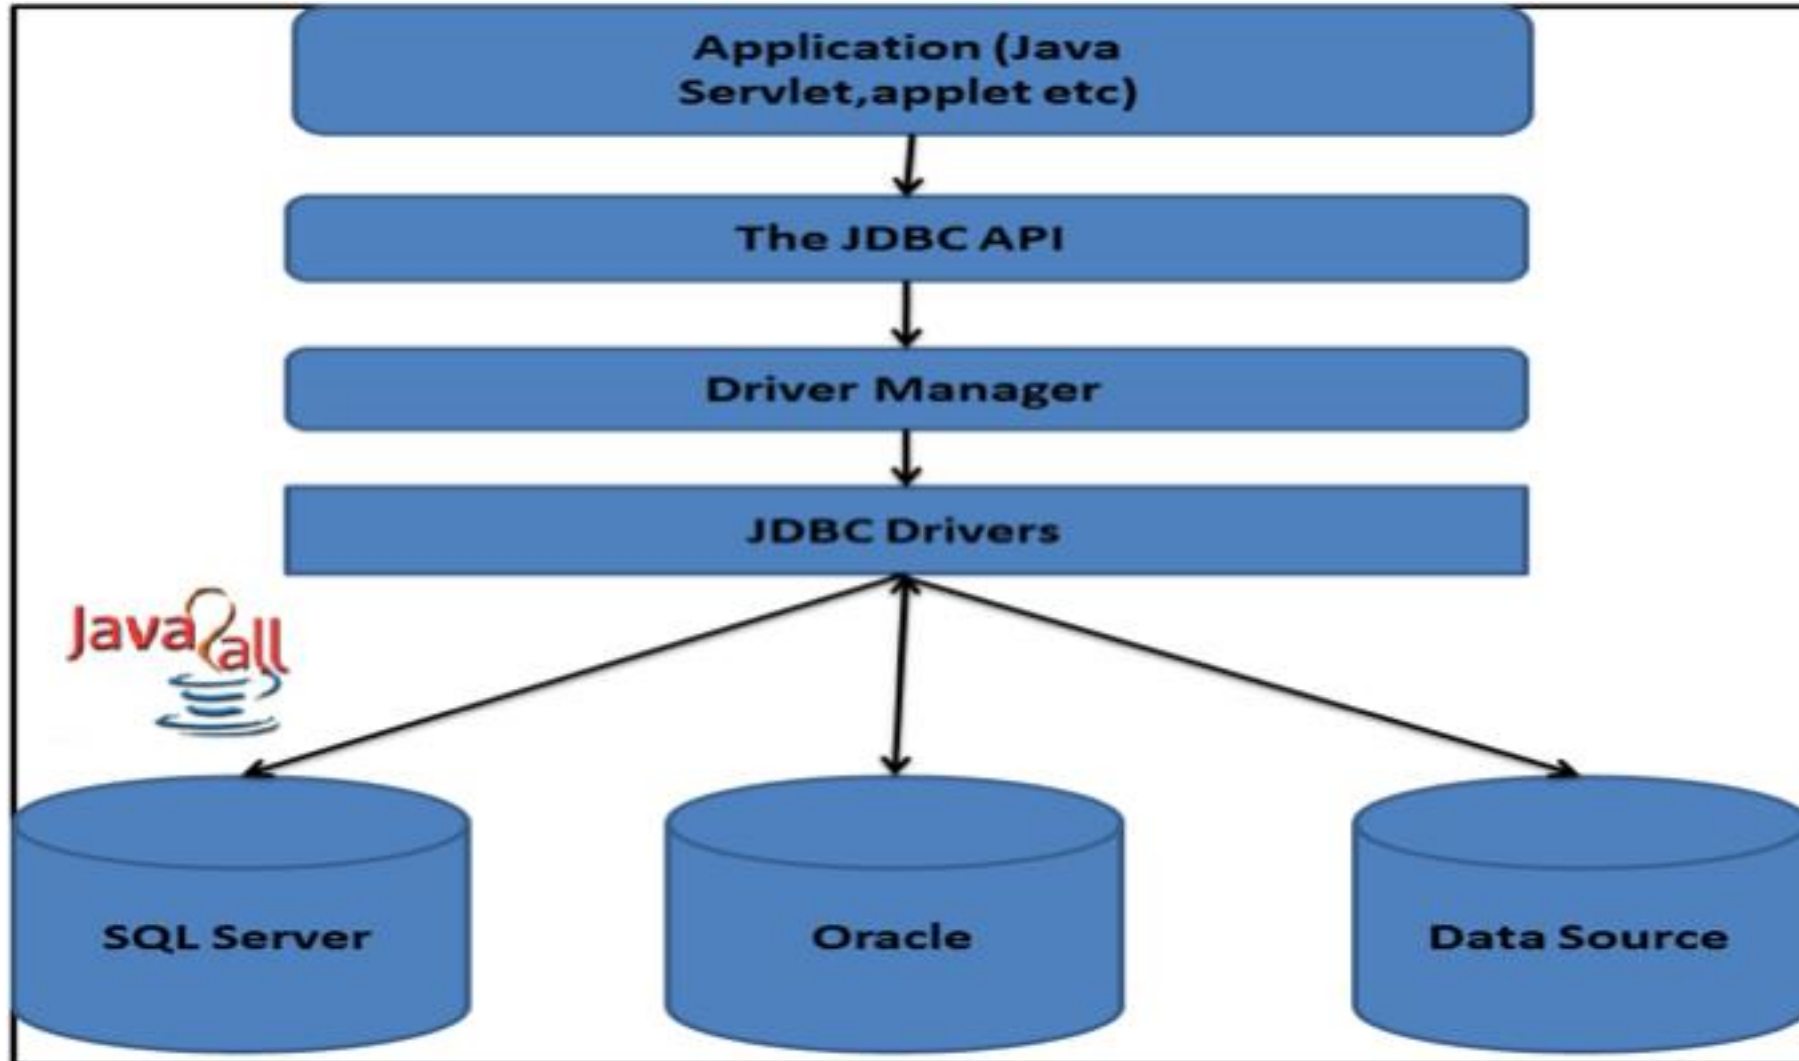 Application (Java
Servlet,applet etc)
The JDBC API
Driver Manager
JDBC Drivers
Java2all
SQL Server
Oracle
Data Source